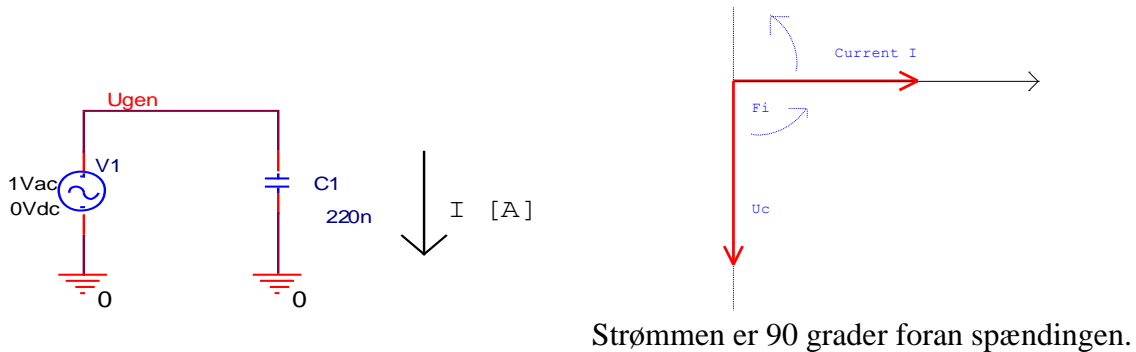 Ugen
V1
1Vac
0Vdc
C1
220n
0
0
I [A]
Current I
Fi
Uc
Strømmen er 90 grader foran spændingen.